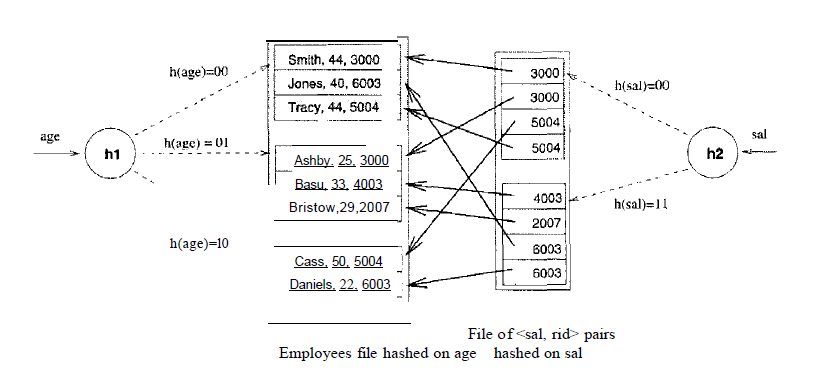 age
h1
h(age)=00
h(age) = 01
h(age)=10
Smith, 44, 3000
Jones, 40, 6003
Tracy, 44, 5004
Ashby, 25, 3000
Basu, 33, 4003
Bristow,29,2007
Cass, 50, 5004
Daniels, 22, 6003
3000
3000
5004
5004
4003
2007
6003
6003
h(sal)=00
h(sal)=11
sal
h2
File of <sal, rid> pairs
Employees file hashed on age hashed on sal